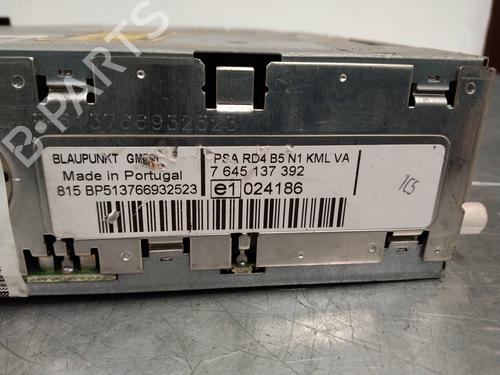 B-PARTS
3766932523
BLAUPUNKT
Made in Portugal
815 BP513766932523
PSA RD4 B5 N1 KML VA
7 645 137 392
e1 024186